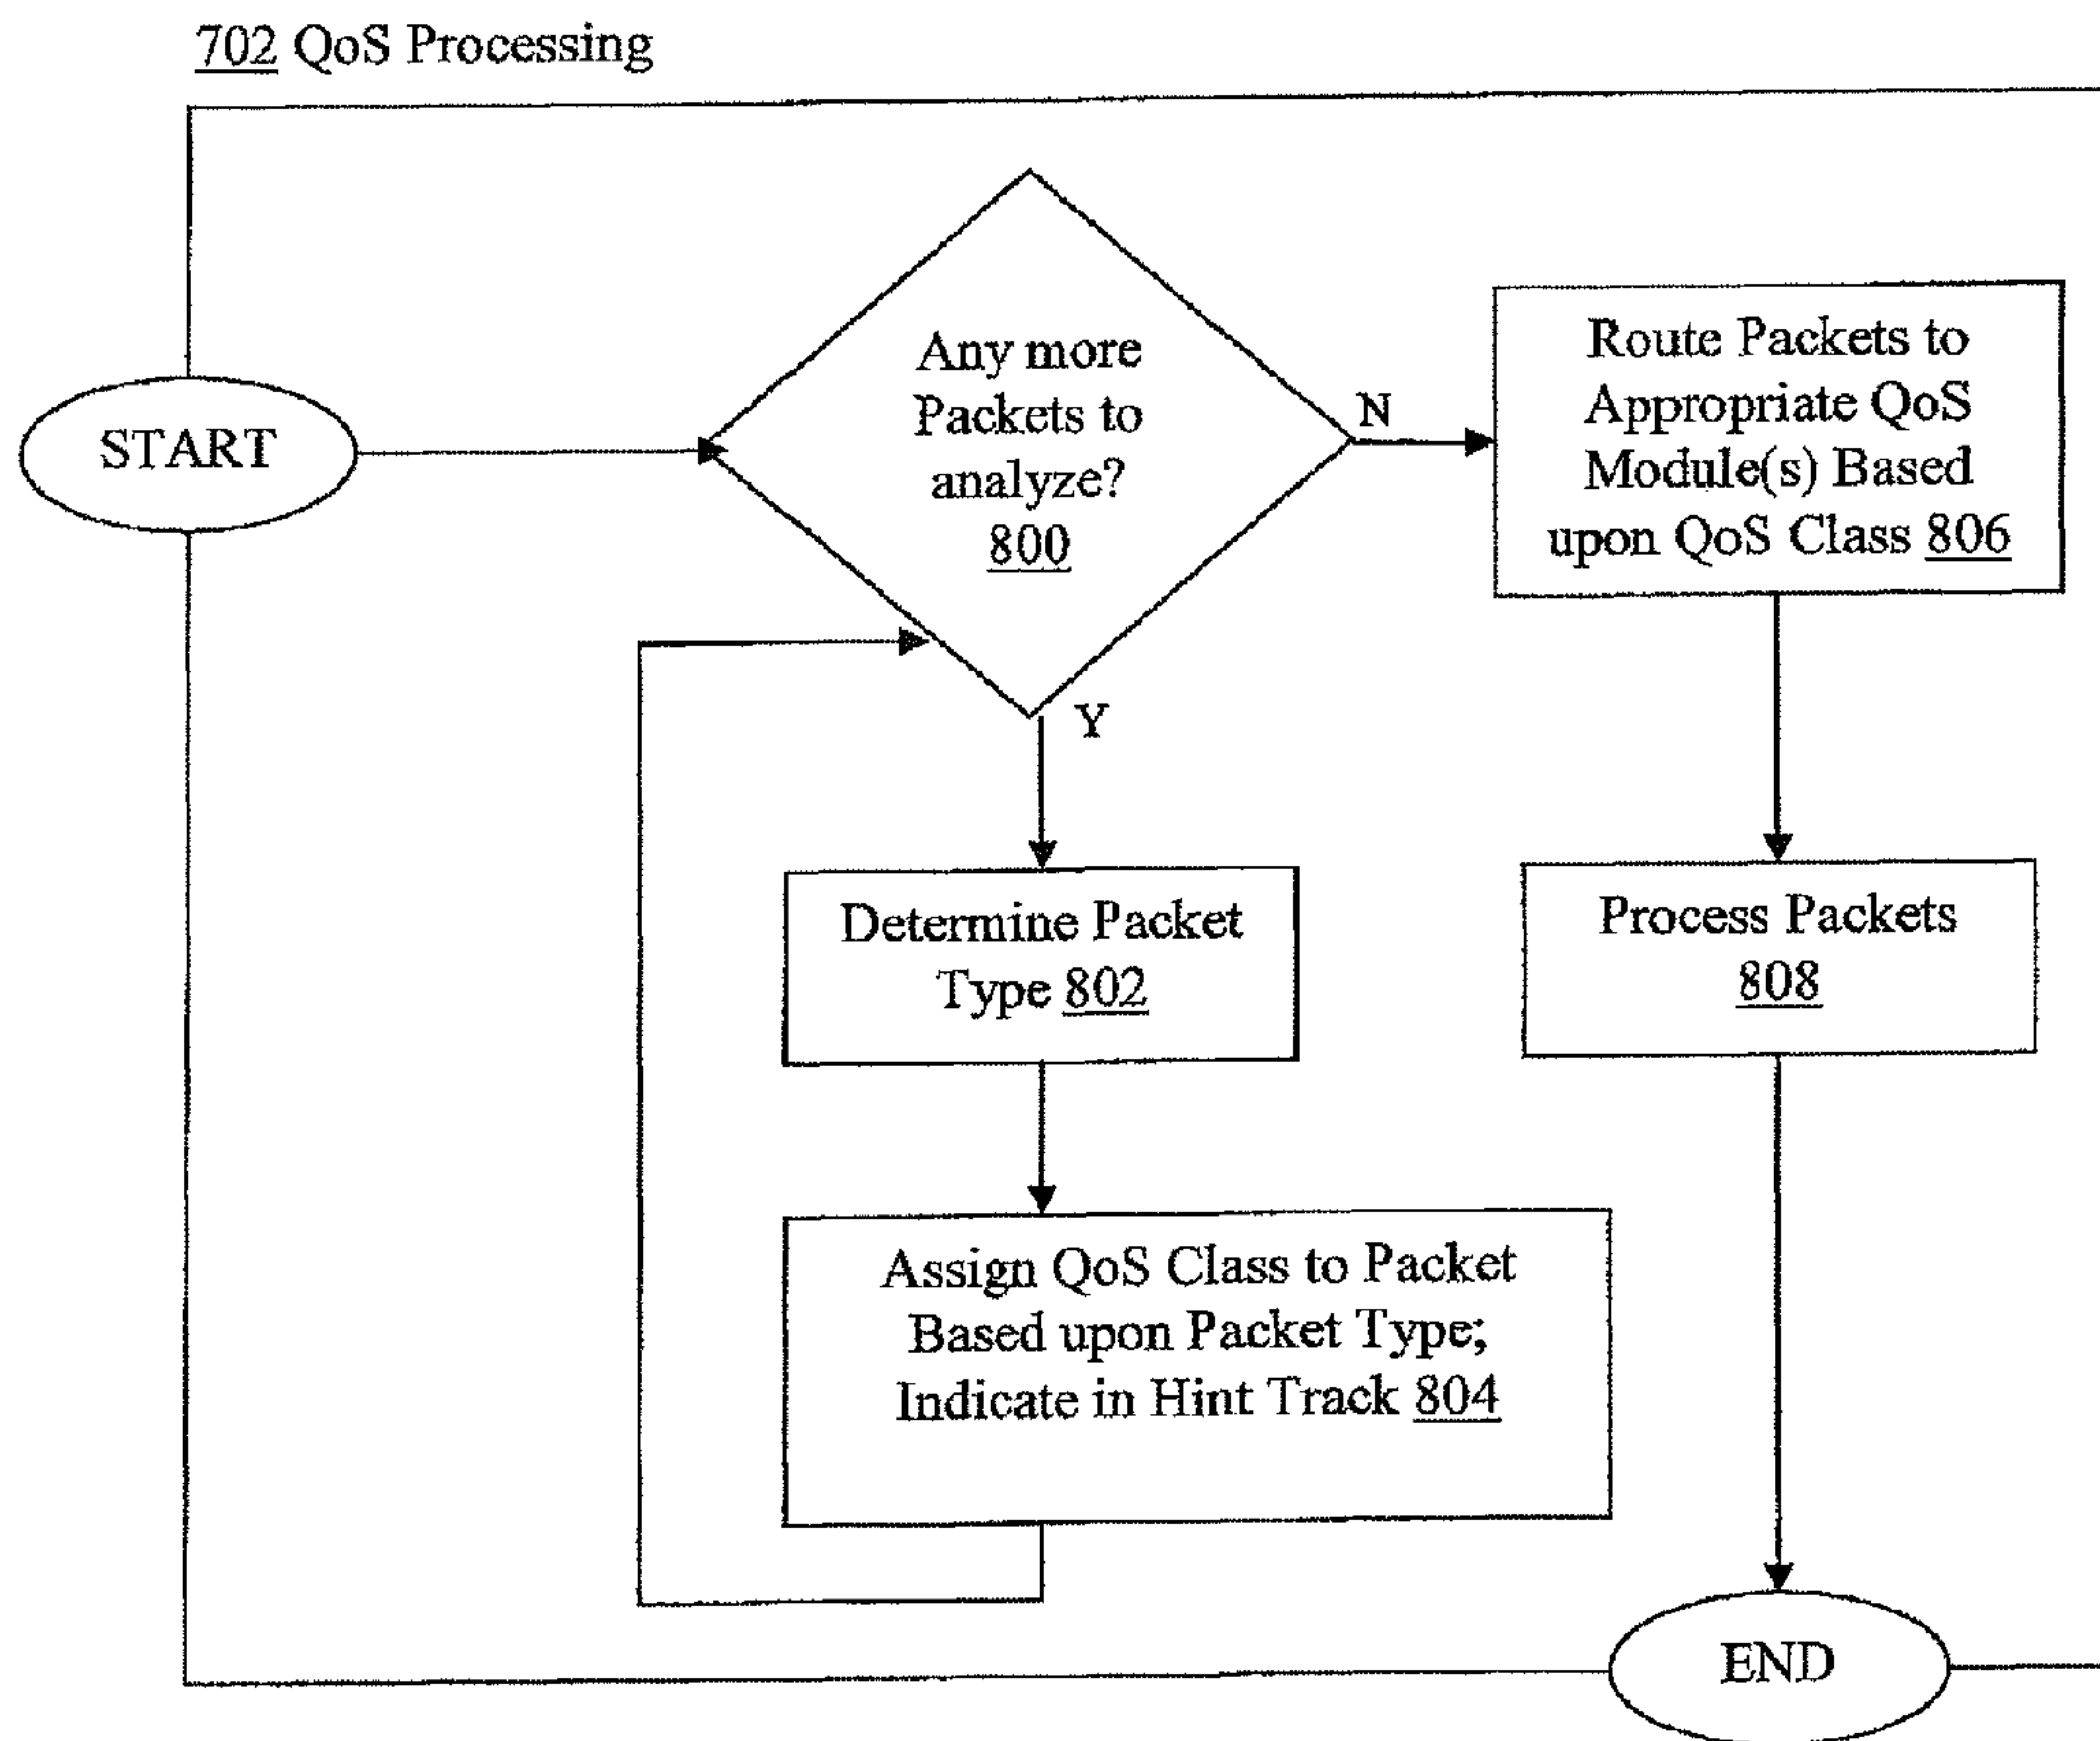 702 QoS Processing
START
Any more
Packets to
analyze?
800
N
Y
Route Packets to
Appropriate QoS
Module(s) Based
upon QoS Class 806
Determine Packet
Type 802
Process Packets
808
Assign QoS Class to Packet
Based upon Packet Type;
Indicate in Hint Track 804
END